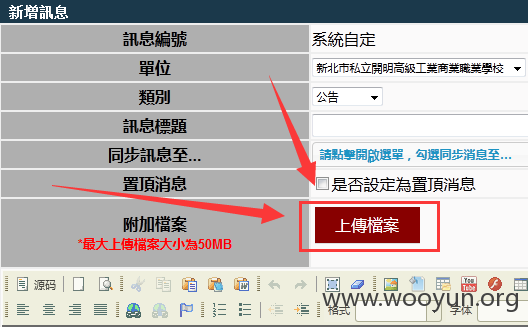 新增訊息
訊息編號 系統自定
單位 新北市私立開明高級工業商業職業學校
類別 公告
訊息標題
同步訊息至... 請點擊開啟選單，勾選同步消息至...
置頂消息 是否設定為置頂消息
附加檔案
*最大上傳檔案大小為50MB
上傳檔案
源码
You Tube
格式 字体
www.wooyun.org